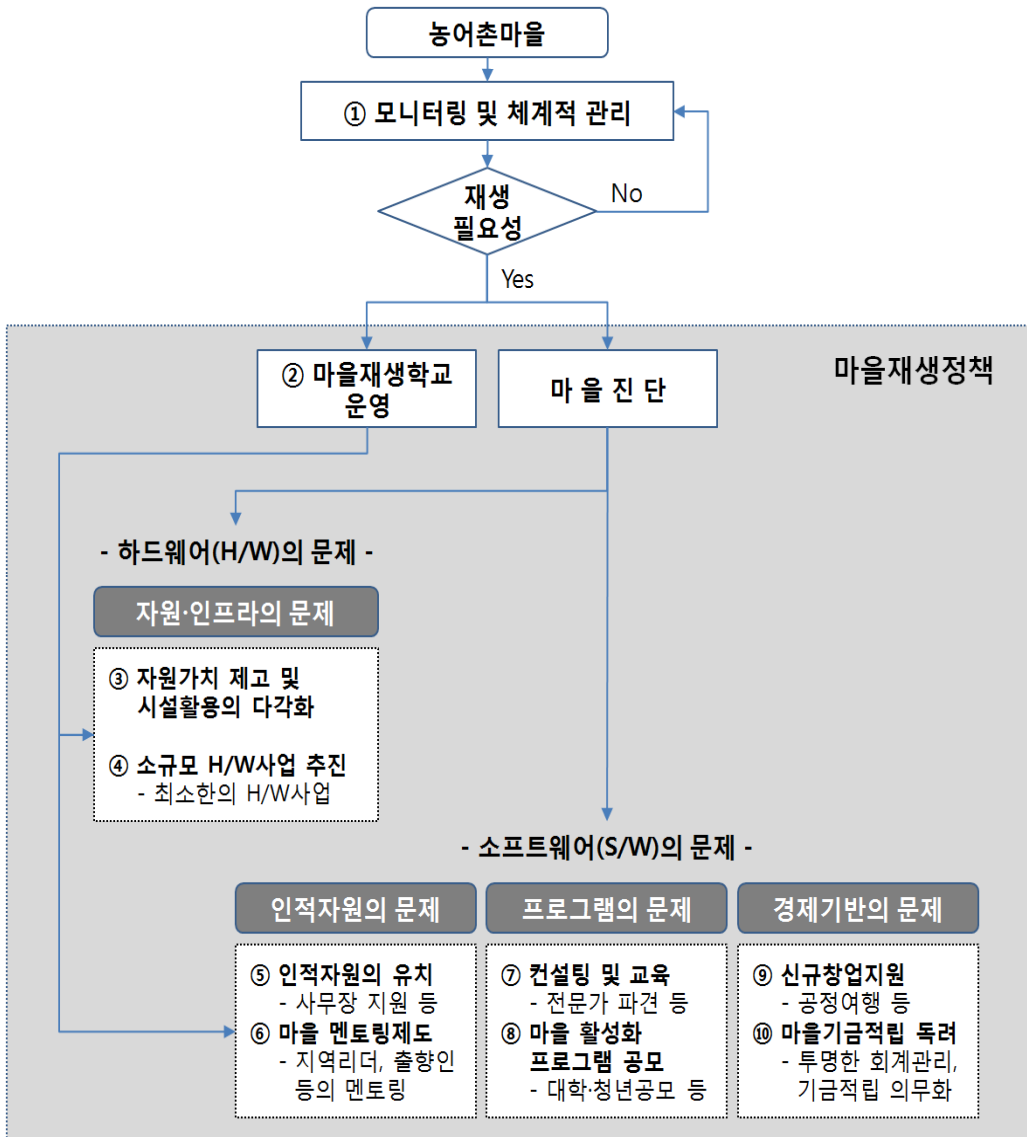 농어촌마을
① 모니터링 및 체계적 관리
재생
필요성
No
Yes
마을재생정책
② 마을재생학교
운영
마 을 진 단
- 하드웨어(H/W)의 문제 -
자원·인프라의 문제
③ 자원가치 제고 및
시설활용의 다각화
④ 소규모 H/W사업 추진
- 최소한의 H/W사업
- 소프트웨어(S/W)의 문제 -
인적자원의 문제
⑤ 인적자원의 유치
- 사무장 지원 등
⑥ 마을 멘토링제도
- 지역리더, 출향인
등의 멘토링
프로그램의 문제
⑦ 컨설팅 및 교육
- 전문가 파견 등
⑧ 마을 활성화
프로그램 공모
- 대학·청년공모 등
경제기반의 문제
⑨ 신규창업지원
- 공정여행 등
⑩ 마을기금적립 독려
- 투명한 회계관리,
기금적립 의무화